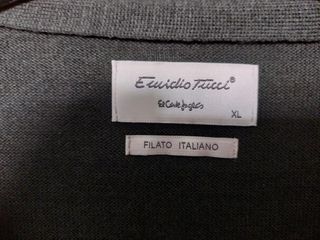 Emidio Tucci®
El Corte Inglés
XL
FILATO ITALIANO